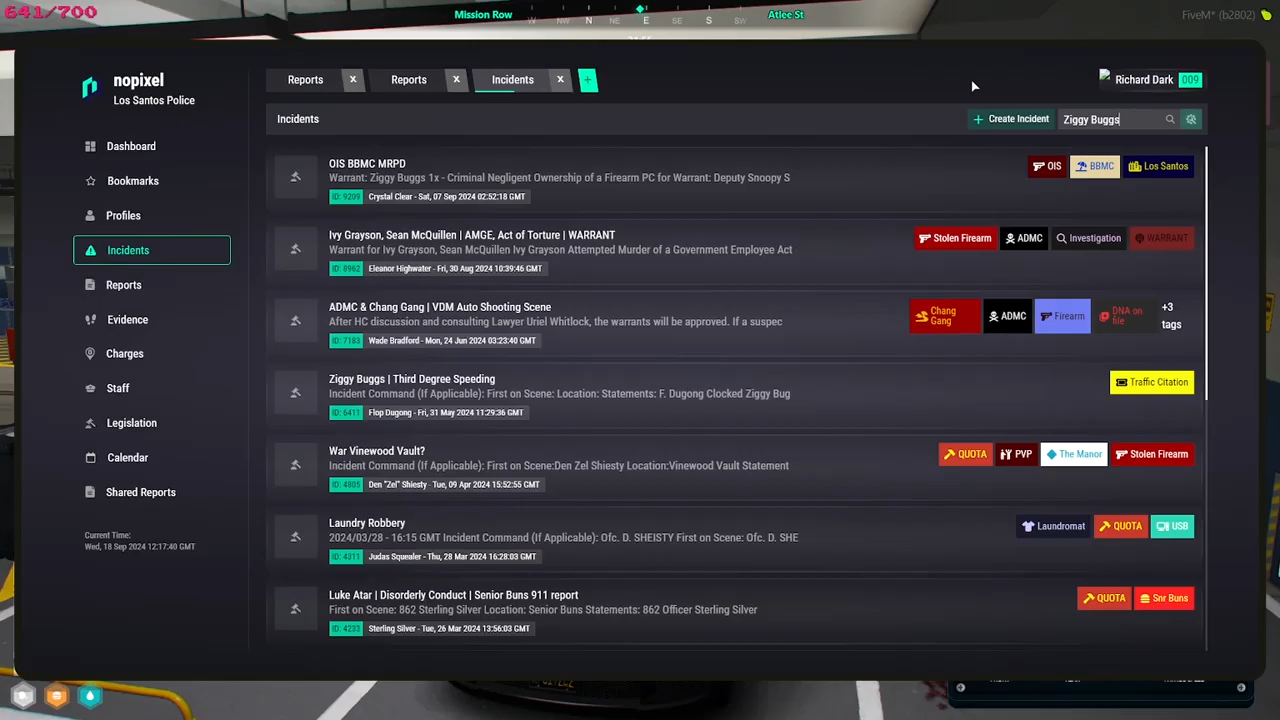 641/700
Mission Row
W NW N NE E SE S SW
Atlee St
FiveM* (b2802)
nopixel
Los Santos Police
Reports x
Reports x
Incidents x
+
Richard Dark 009
Incidents
+ Create Incident
Ziggy Buggs
Dashboard
Bookmarks
Profiles
Incidents
Reports
Evidence
Charges
Staff
Legislation
Calendar
Shared Reports
Current Time:
Wed, 18 Sep 2024 12:17:40 GMT
OIS BBMC MRPD
Warrant: Ziggy Buggs 1x - Criminal Negligent Ownership of a Firearm PC for Warrant: Deputy Snoopy S
ID: 9209 Crystal Clear - Sat, 07 Sep 2024 02:52:18 GMT
OIS BBMC Los Santos
Ivy Grayson, Sean McQuillen | AMGE, Act of Torture | WARRANT
Warrant for Ivy Grayson, Sean McQuillen Ivy Grayson Attempted Murder of a Government Employee Act
ID: 8962 Eleanor Highwater - Fri, 30 Aug 2024 10:39:46 GMT
Stolen Firearm ADMC Investigation WARRANT
ADMC & Chang Gang | VDM Auto Shooting Scene
After HC discussion and consulting Lawyer Uriel Whitlock, the warrants will be approved. If a suspec
ID: 7183 Wade Bradford - Mon, 24 Jun 2024 03:23:40 GMT
Chang Gang ADMC Firearm DNA on file +3 tags
Ziggy Buggs | Third Degree Speeding
Incident Command (If Applicable): First on Scene: Location: Statements: F. Dugong Clocked Ziggy Bug
ID: 6411 Flop Dugong - Fri, 31 May 2024 11:29:36 GMT
Traffic Citation
War Vinewood Vault?
Incident Command (If Applicable): First on Scene:Den Zel Shiesty Location:Vinewood Vault Statement
ID: 4805 Den "Zel" Shiesty - Tue, 09 Apr 2024 15:52:55 GMT
QUOTA PVP The Manor Stolen Firearm
Laundry Robbery
2024/03/28 - 16:15 GMT Incident Command (If Applicable): Ofc. D. SHEISTY First on Scene: Ofc. D. SHE
ID: 4311 Judas Squealer - Thu, 28 Mar 2024 16:28:03 GMT
Laundromat QUOTA USB
Luke Atar | Disorderly Conduct | Senior Buns 911 report
First on Scene: 862 Sterling Silver Location: Senior Buns Statements: 862 Officer Sterling Silver
ID: 4233 Sterling Silver - Tue, 26 Mar 2024 13:56:03 GMT
QUOTA Snr Buns